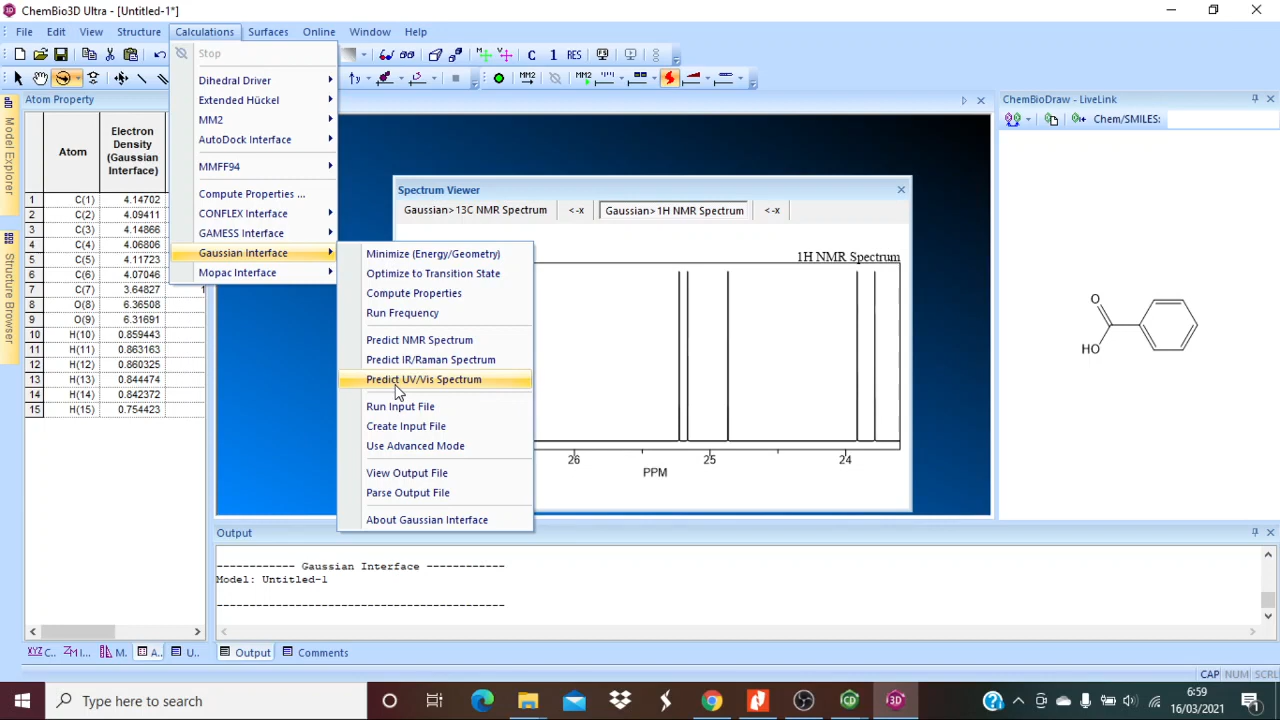 ChemBio3D Ultra - [Untitled-1*]
File Edit View Structure Calculations Surfaces Online Window Help
C 1 RES
MM2 MM2
Atom Property
Model Explorer
Structure Browser
Atom Electron Density (Gaussian Interface)
1 C(1) 4.14702
2 C(2) 4.09411
3 C(3) 4.14866
4 C(4) 4.06806
5 C(5) 4.11723
6 C(6) 4.07046
7 C(7) 3.64827 1
8 O(8) 6.36508
9 O(9) 6.31691
10 H(10) 0.859443
11 H(11) 0.863163
12 H(12) 0.860325
13 H(13) 0.844474
14 H(14) 0.842372
15 H(15) 0.754423
Stop
Dihedral Driver
Extended Hückel
MM2
AutoDock Interface
MMFF94
Compute Properties ...
CONFLEX Interface
GAMESS Interface
Gaussian Interface
Mopac Interface
Minimize (Energy/Geometry)
Optimize to Transition State
Compute Properties
Run Frequency
Predict NMR Spectrum
Predict IR/Raman Spectrum
Predict UV/Vis Spectrum
Run Input File
Create Input File
Use Advanced Mode
View Output File
Parse Output File
About Gaussian Interface
Spectrum Viewer
Gaussian>13C NMR Spectrum <-x Gaussian>1H NMR Spectrum <-x
1H NMR Spectrum
26 25 24
PPM
ChemBioDraw - LiveLink
Chem/SMILES:
O
HO
Output
------------ Gaussian Interface ------------
Model: Untitled-1
--------------------------------------------
XYZ C.. Z-M I... M. A.. U.. Output Comments
CAP NUM SCRL
Type here to search
6:59
16/03/2021
1